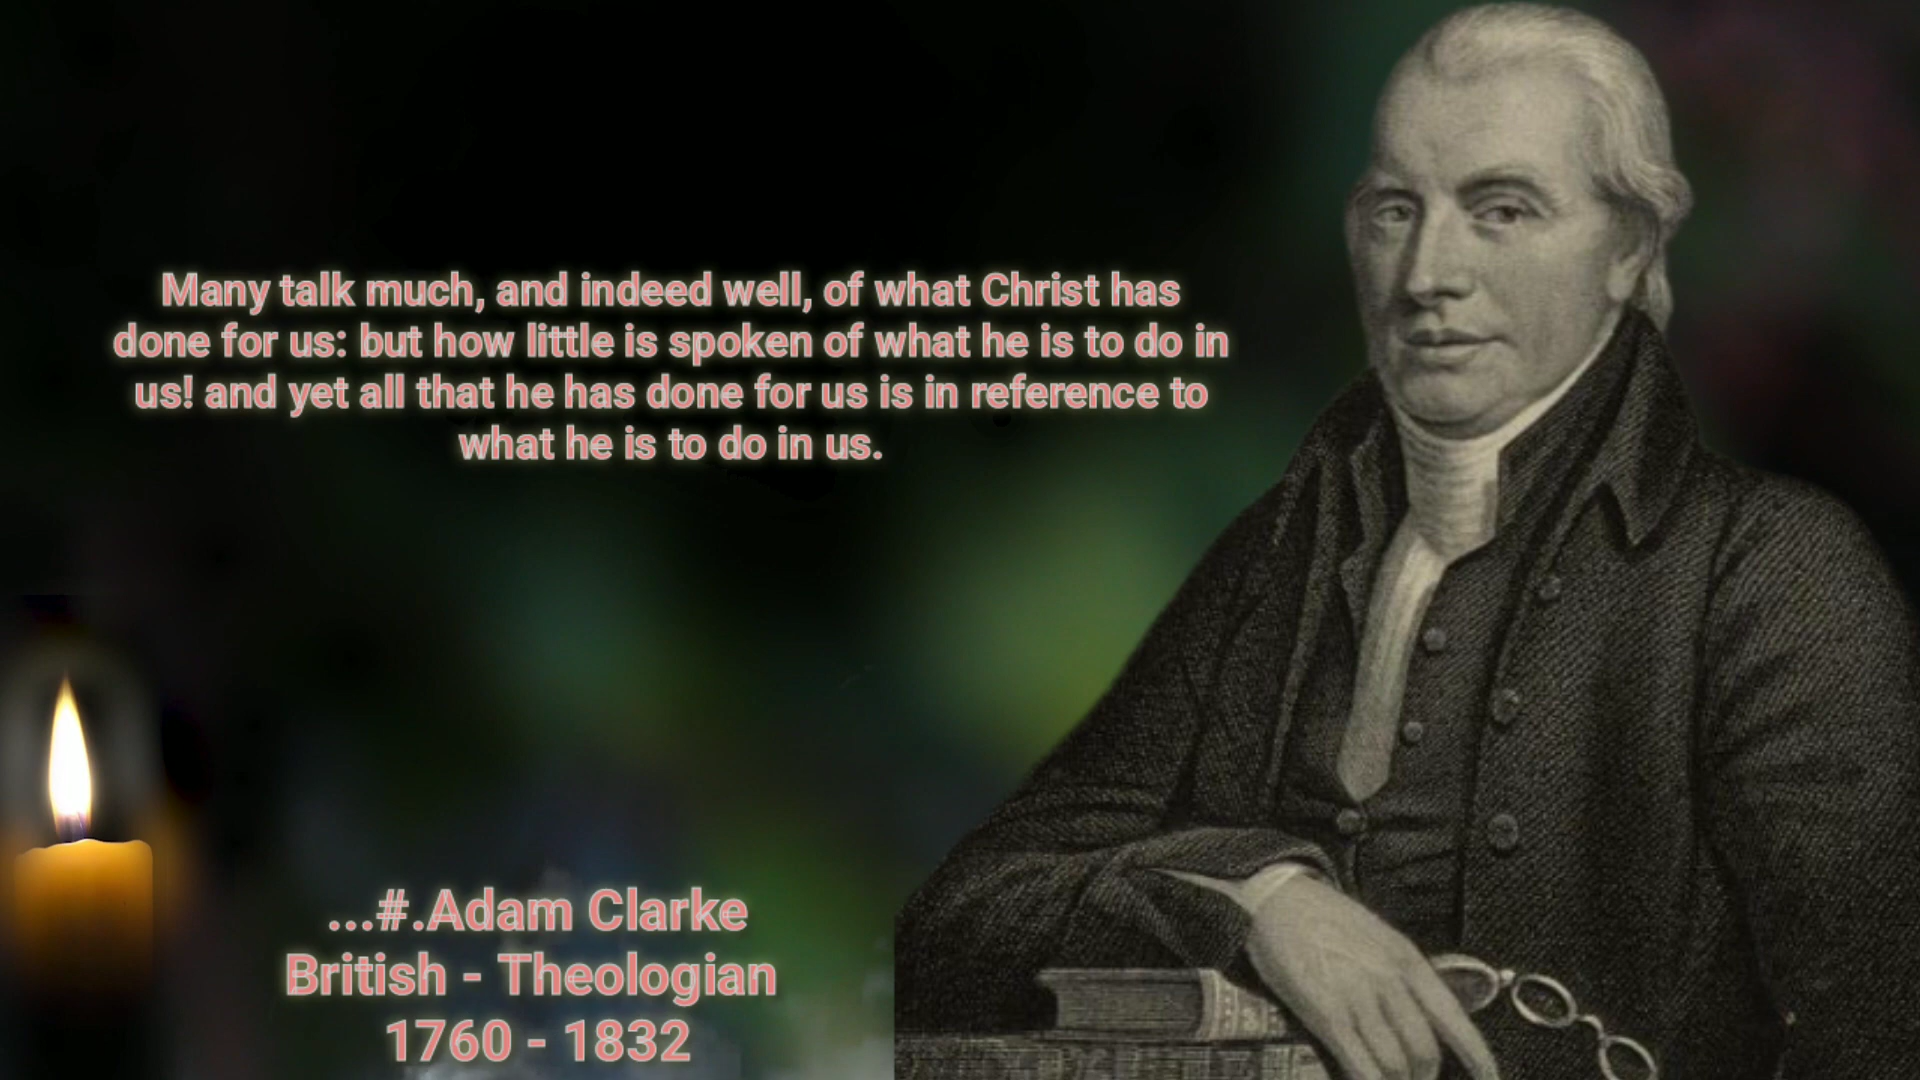 Many talk much, and indeed well, of what Christ has
done for us: but how little is spoken of what he is to do in
us! and yet all that he has done for us is in reference to
what he is to do in us.
...#.Adam Clarke
British - Theologian
1760 - 1832